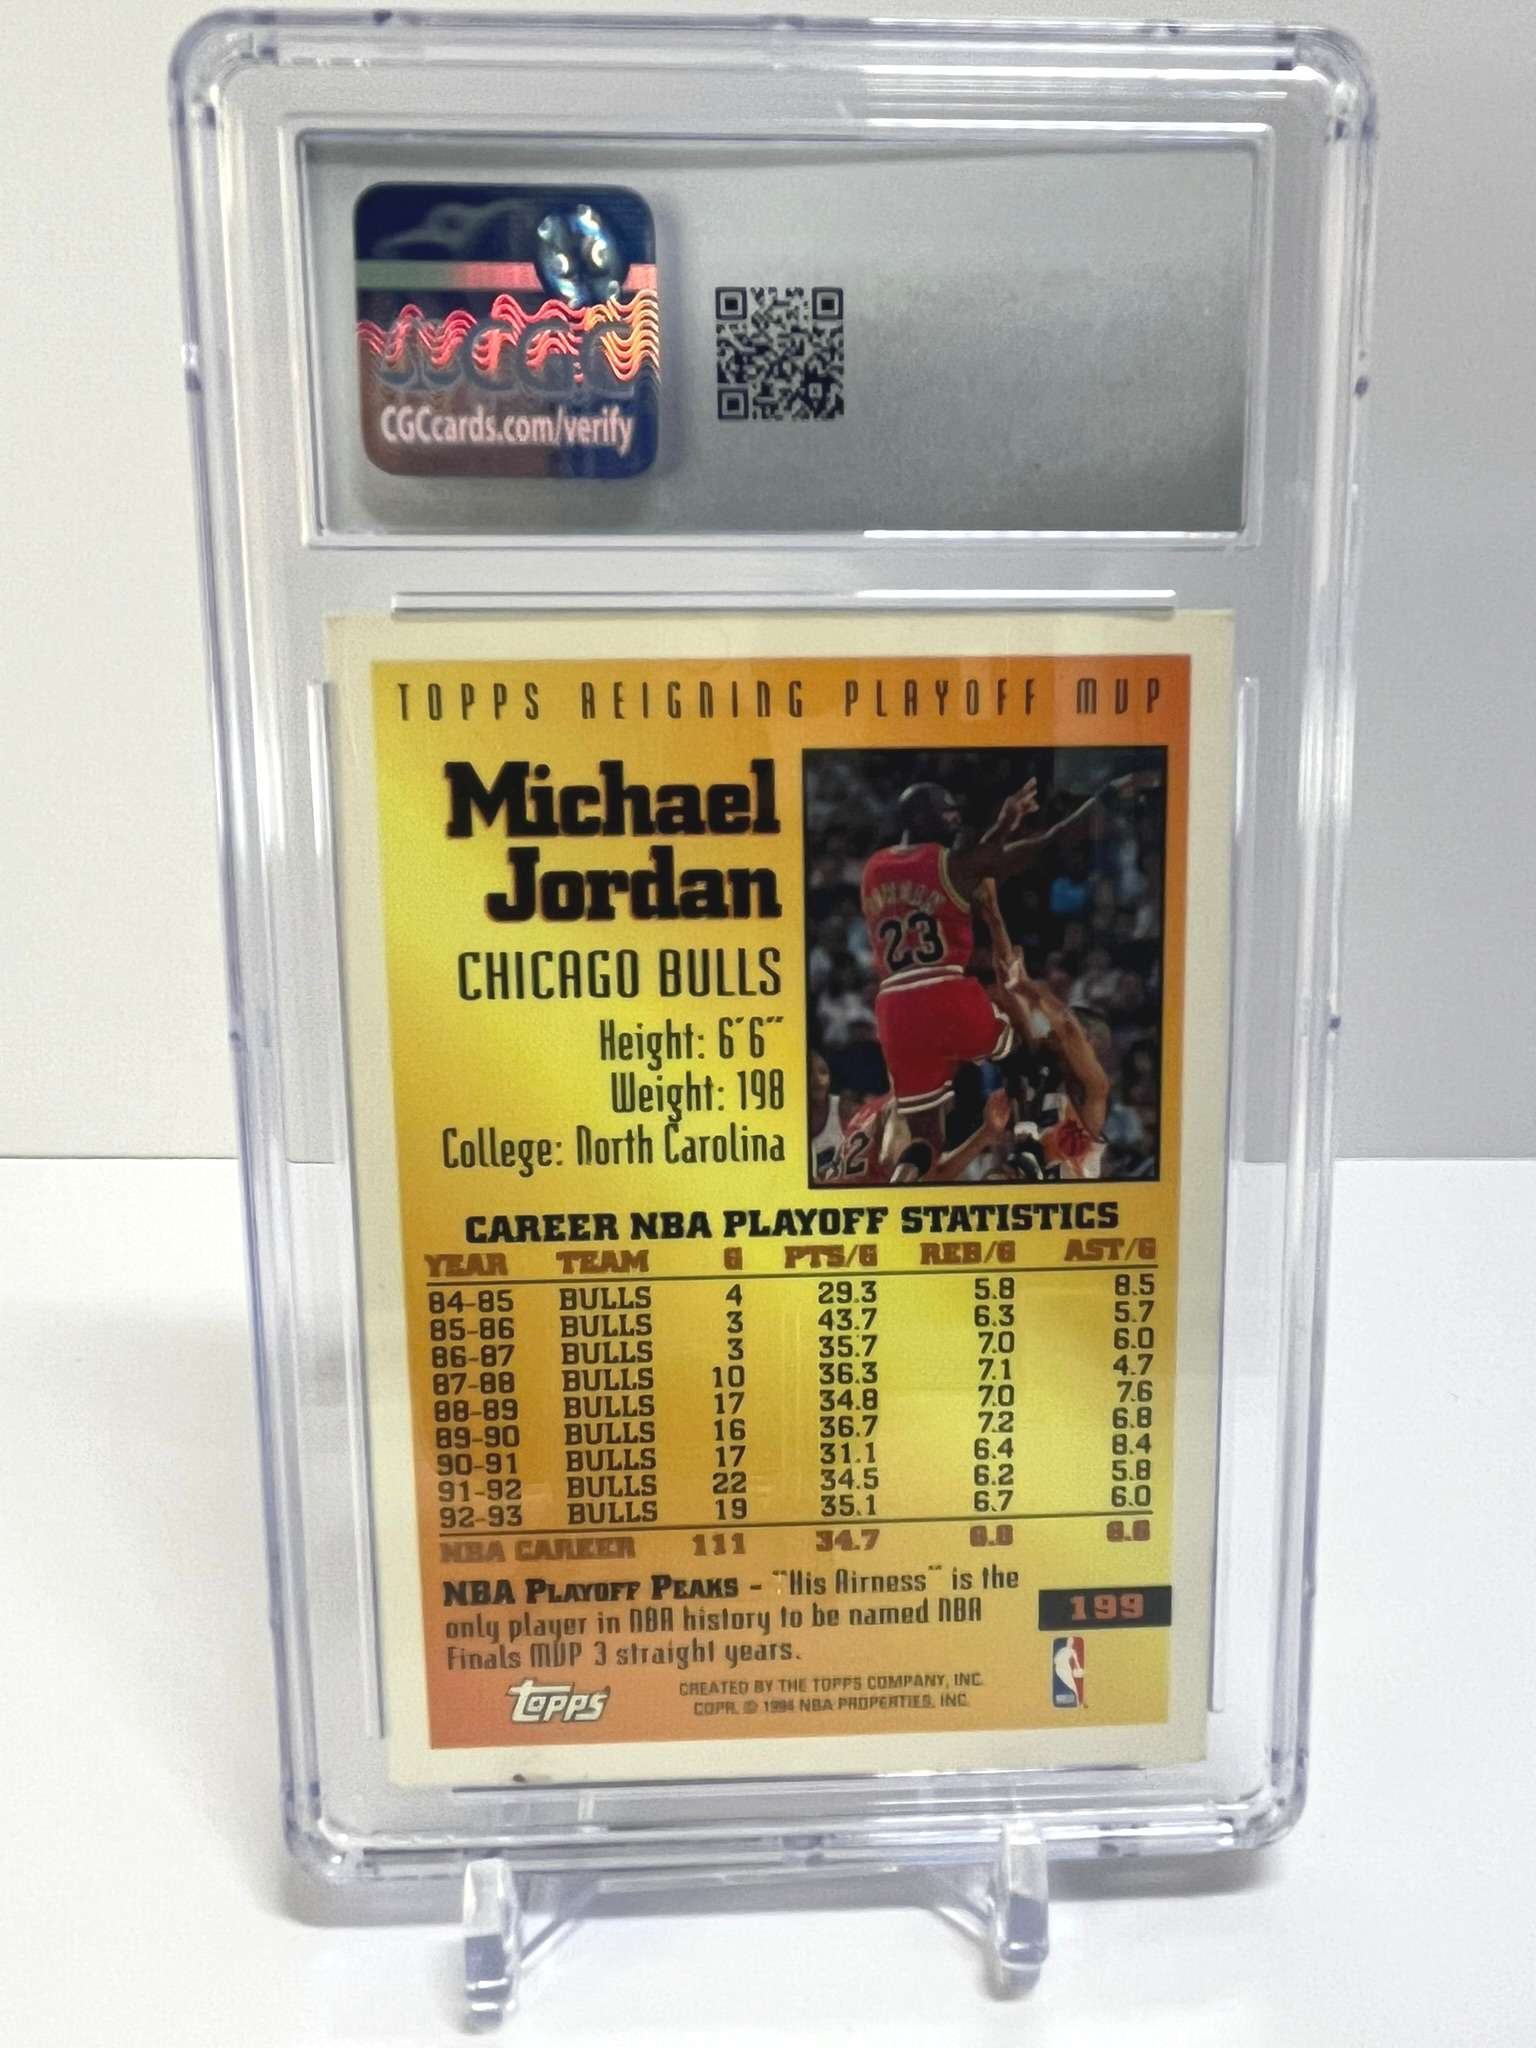 CGC
CGCcards.com/verify
TOPPS REIGNING PLAYOFF MVP
Michael
Jordan
CHICAGO BULLS
Height: 6'6"
Weight: 198
College: North Carolina
23
CAREER NBA PLAYOFF STATISTICS
YEAR TEAM G PTS/G REB/G AST/G
84-85 BULLS 4 29.3 5.8 8.5
85-86 BULLS 3 43.7 6.3 5.7
86-87 BULLS 3 35.7 7.0 6.0
87-88 BULLS 10 36.3 7.1 4.7
88-89 BULLS 17 34.8 7.0 7.6
89-90 BULLS 16 36.7 7.2 6.8
90-91 BULLS 17 31.1 6.4 8.4
91-92 BULLS 22 34.5 6.2 5.8
92-93 BULLS 19 35.1 6.7 6.0
NBA CAREER 111 34.7
NBA PLAYOFF PEAKS - "His Airness" is the
only player in NBA history to be named NBA
Finals MVP 3 straight years.
199
TOPPS
CREATED BY THE TOPPS COMPANY, INC.
COPR. © 1994 NBA PROPERTIES, INC.